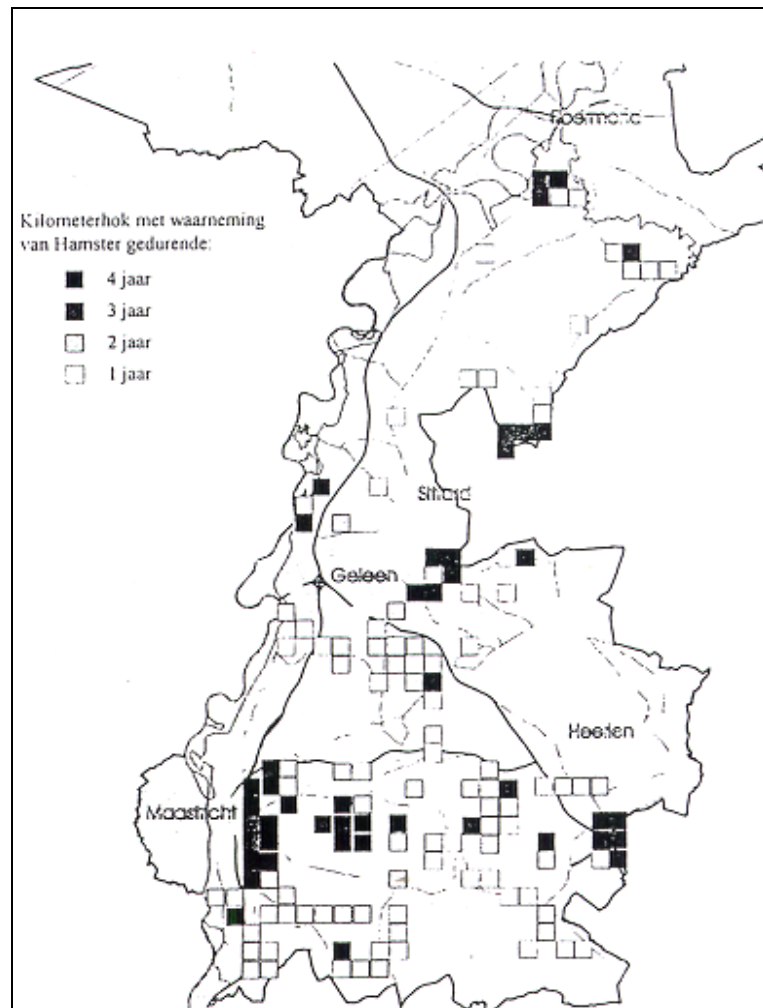 Roermond
Kilometerhok met waarneming
van Hamster gedurende:
4 jaar
3 jaar
2 jaar
1 jaar
Sittard
Geleen
Heerlen
Maastricht